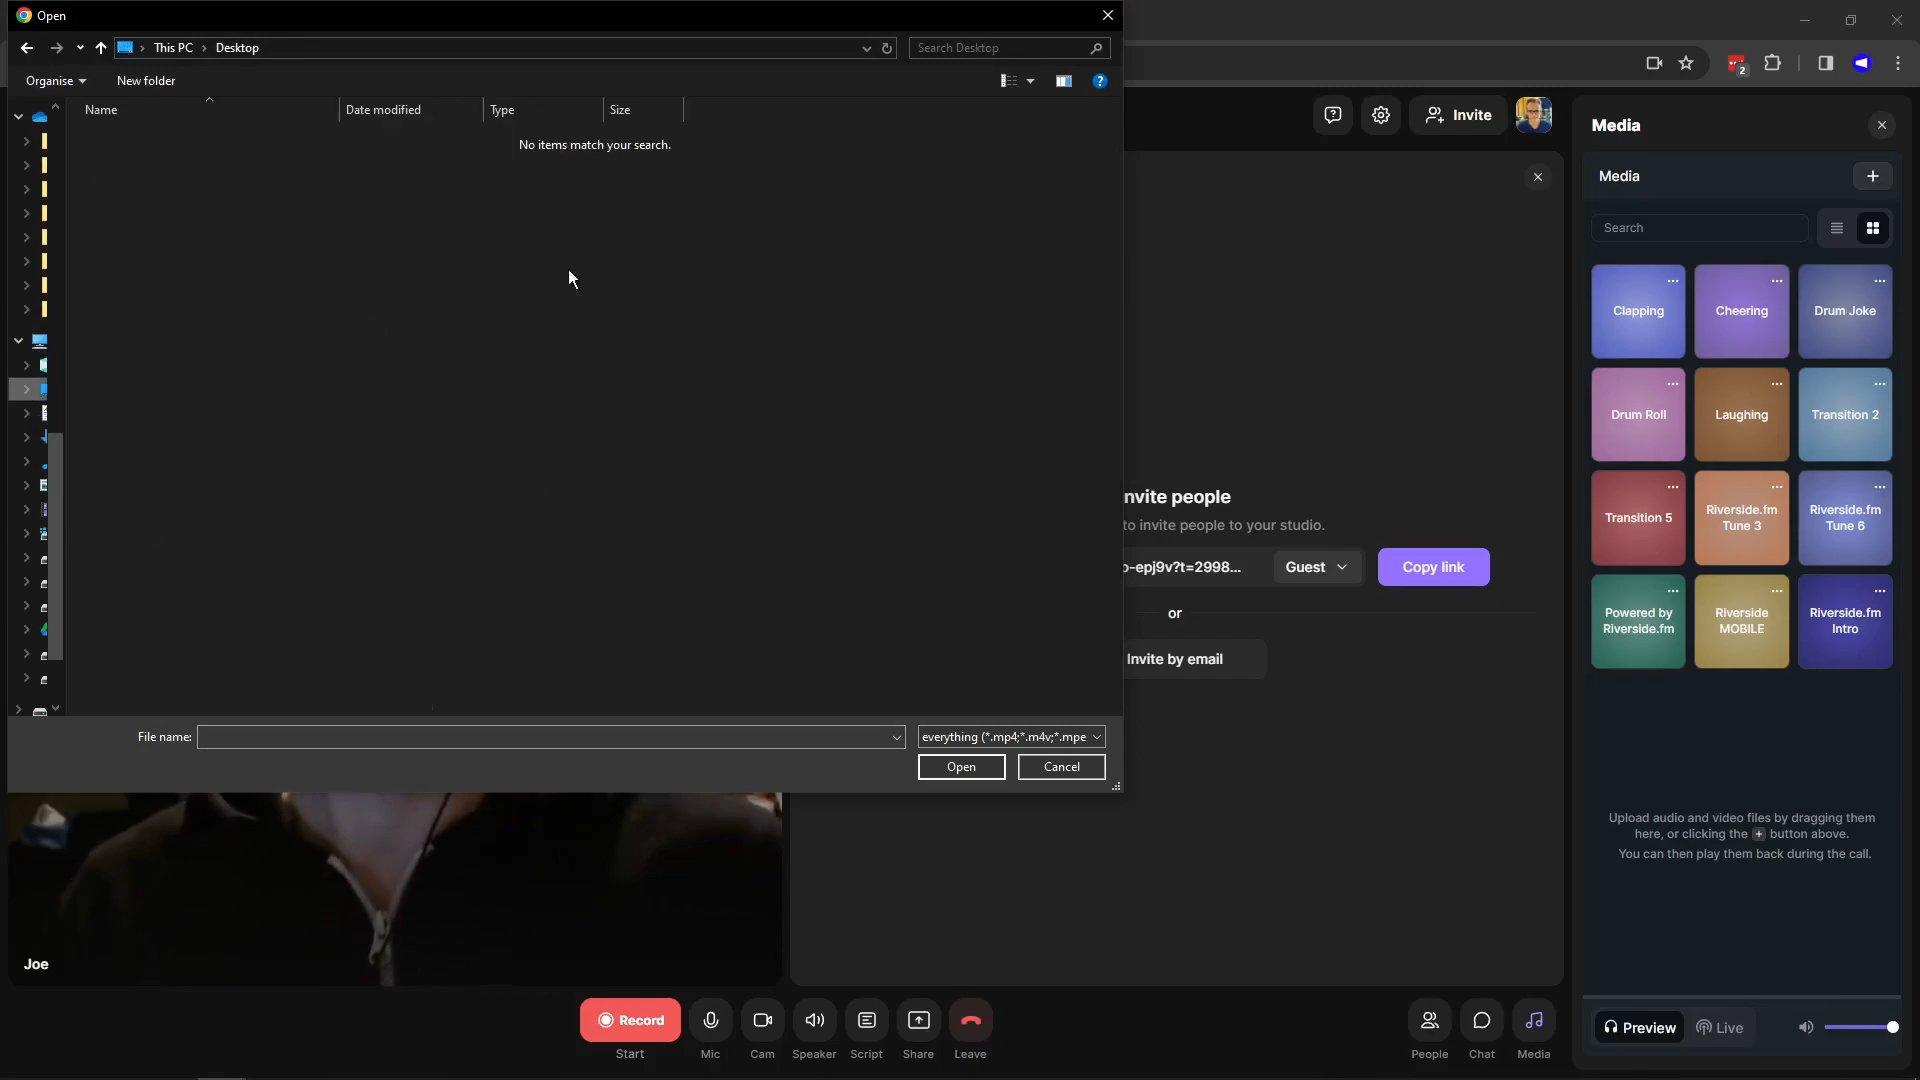 Open
This PC
Desktop
Search Desktop
Organise
New folder
?
2
Name
Date modified
Type
Size
No items match your search.
Invite
Media
Media
+
Search
Clapping
Cheering
Drum Joke
Drum Roll
Laughing
Transition 2
Transition 5
Riverside.fm
Tune 3
Riverside.fm
Tune 6
Powered by
Riverside.fm
Riverside
MOBILE
Riverside.fm
Intro
nvite people
to invite people to your studio.
o-epj9v?t=2998...
Guest
Copy link
or
Invite by email
File name:
everything (*.mp4;*.m4v;*.mpe
Open
Cancel
Upload audio and video files by dragging them
here, or clicking the + button above.
You can then play them back during the call.
Joe
Record
Start
Mic
Cam
Speaker
Script
Share
Leave
People
Chat
Media
Preview
Live